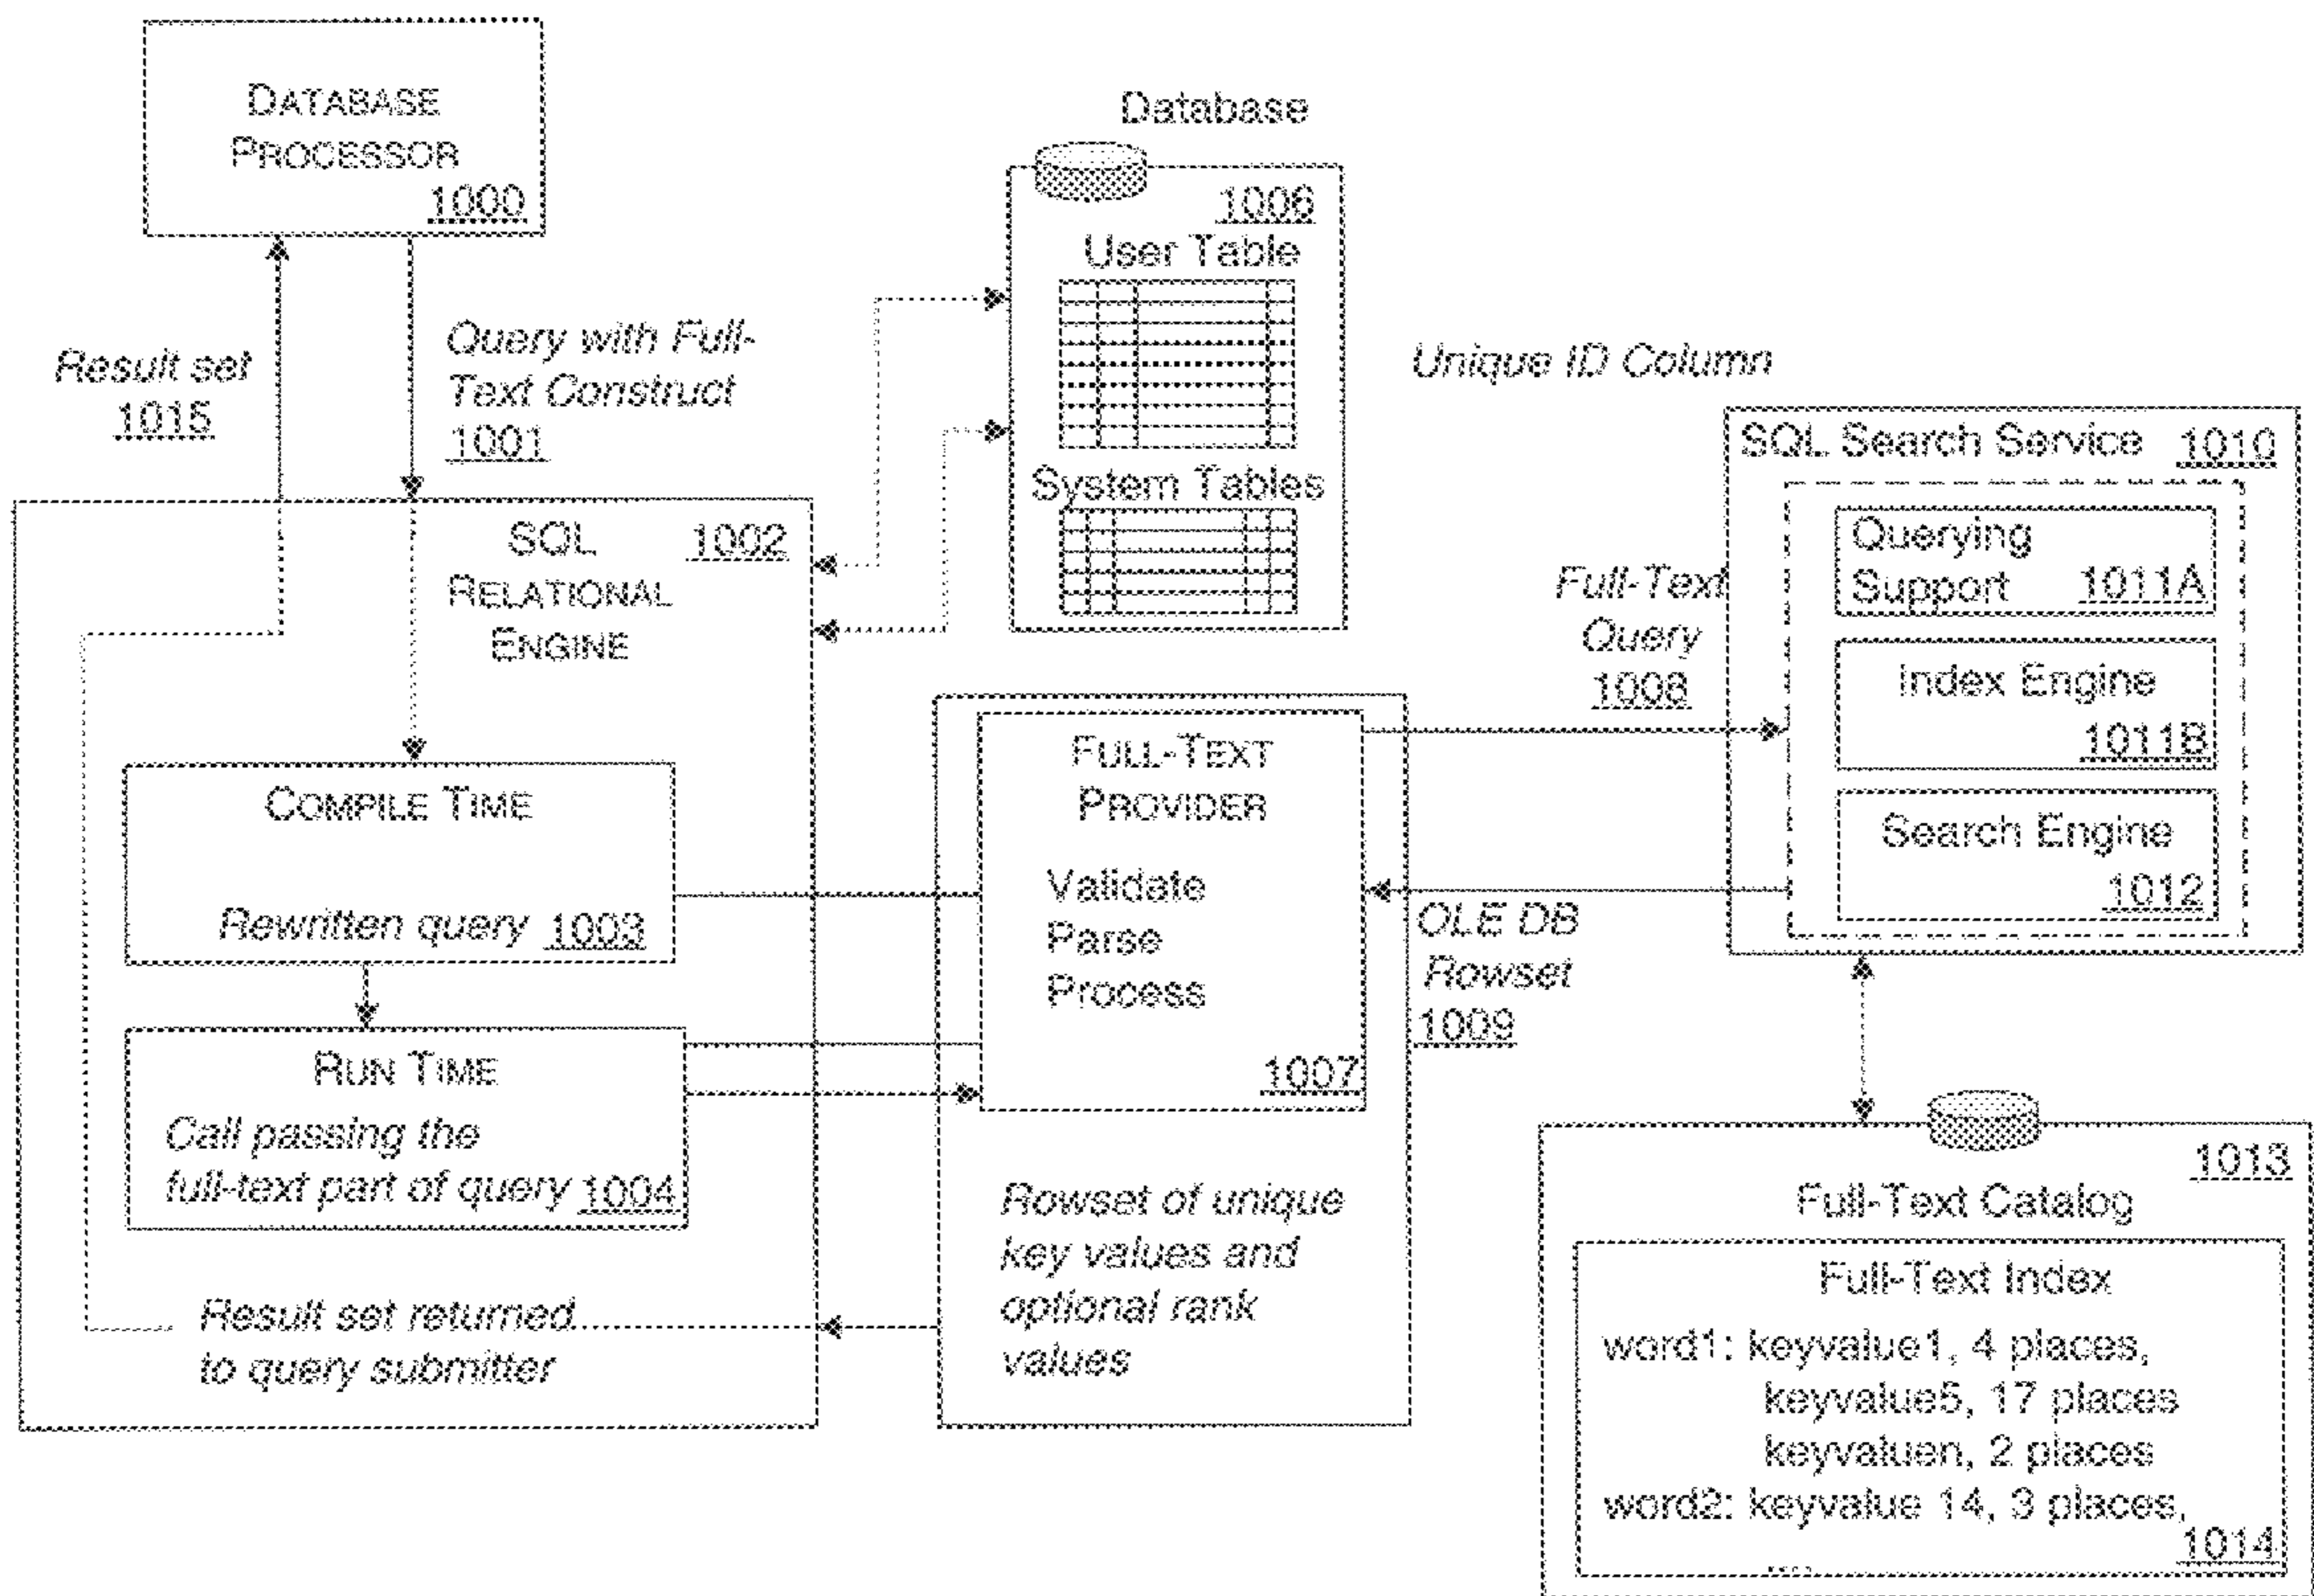 DATABASE
PROCESSOR
1000
Result set
1015
Query with Full-
Text Construct
1001
Database
1006
User Table
System Tables
Unique ID Column
SQL
1002
RELATIONAL
ENGINE
COMPILE TIME
Rewritten query 1003
RUN TIME
Call passing the
full-text part of query 1004
Result set returned
to query submitter
FULL-TEXT
PROVIDER
Validate
Parse
Process
1007
Rowset of unique
key values and
optional rank
values
Full-Text
Query
1008
OLE DB
Rowset
1009
SQL Search Service 1010
Querying
Support 1011A
Index Engine
1011B
Search Engine
1012
1013
Full-Text Catalog
Full-Text Index
word1: keyvalue1, 4 places,
keyvalue5, 17 places
keyvaluen, 2 places
word2: keyvalue 14, 3 places,
...
1014